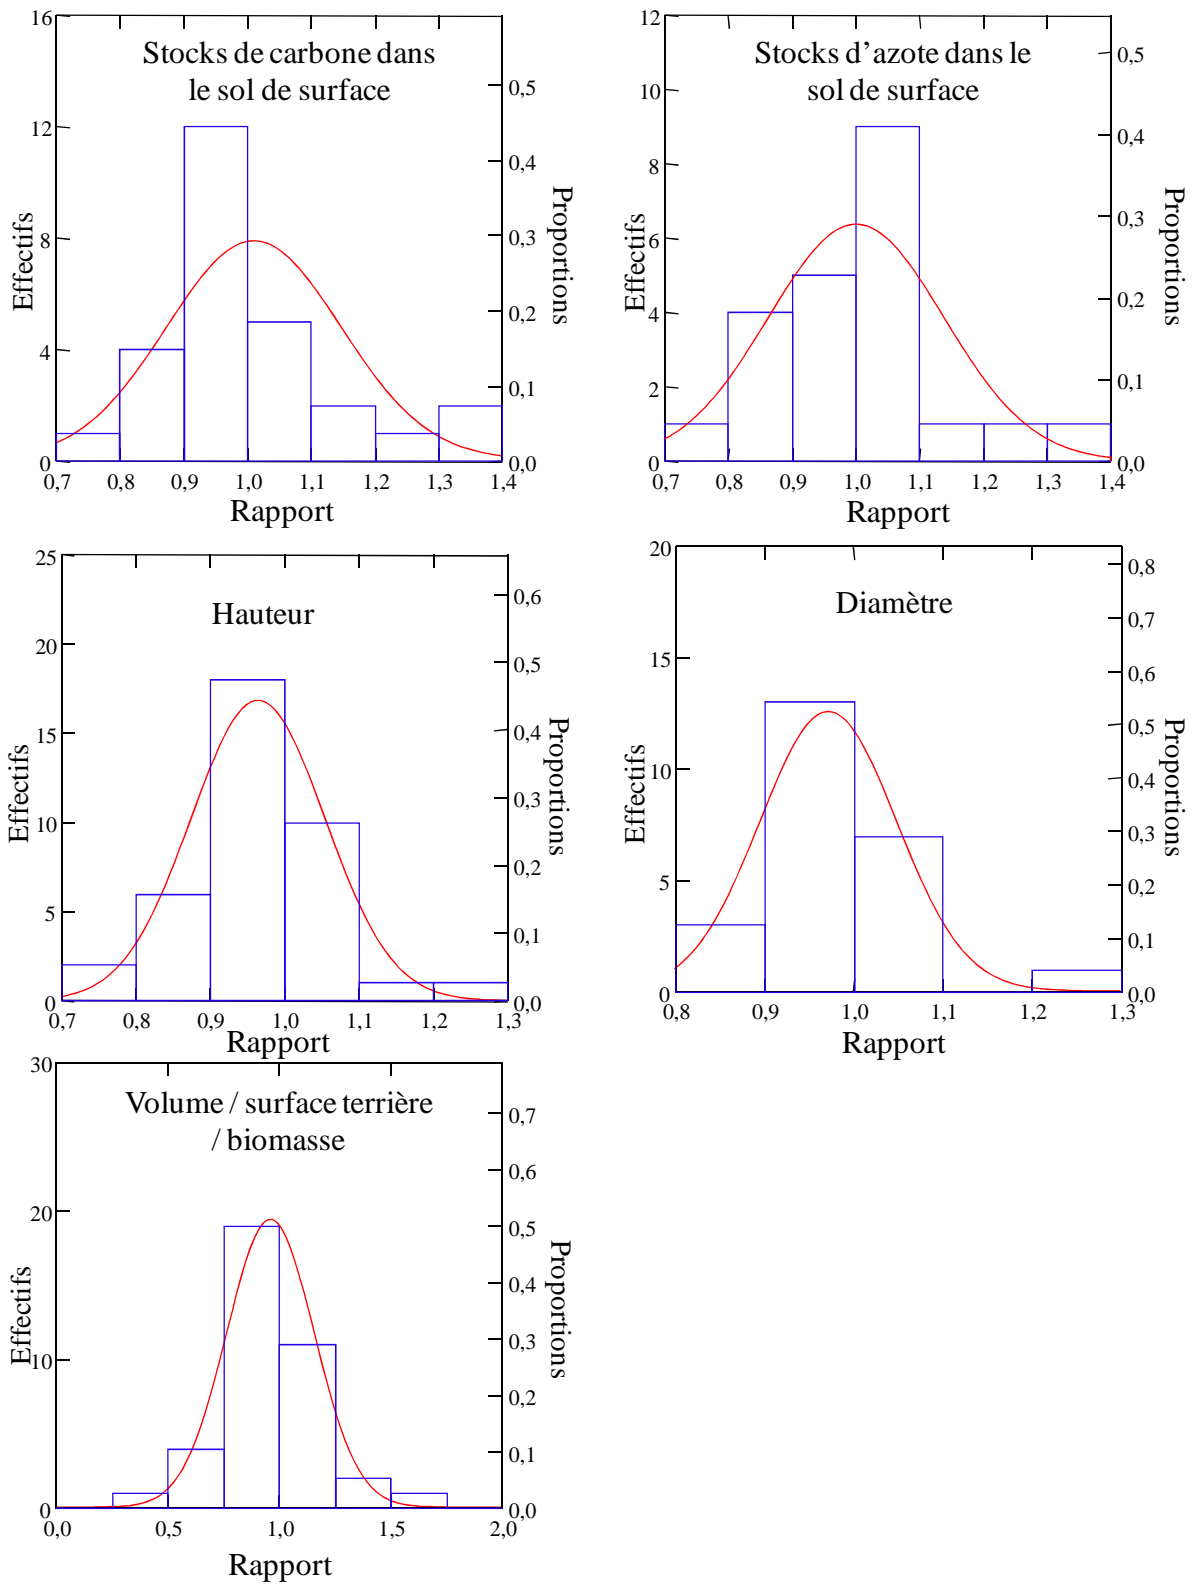 Stocks de carbone dans
le sol de surface
16
12
8
4
0
Effectifs
0,5
0,4
0,3
0,2
0,1
0,0
Proportions
0,7 0,8 0,9 1,0 1,1 1,2 1,3 1,4
Rapport
Stocks d'azote dans le
sol de surface
12
10
8
6
4
2
0
Effectifs
0,5
0,4
0,3
0,2
0,1
0,0
Proportions
0,7 0,8 0,9 1,0 1,1 1,2 1,3 1,4
Rapport
Hauteur
25
20
15
10
5
0
Effectifs
0,6
0,5
0,4
0,3
0,2
0,1
0,0
Proportions
0,7 0,8 0,9 1,0 1,1 1,2 1,3
Rapport
Diamètre
20
15
10
5
0
Effectifs
0,8
0,7
0,6
0,5
0,4
0,3
0,2
0,1
0,0
Proportions
0,8 0,9 1,0 1,1 1,2 1,3
Rapport
Volume / surface terrière
/ biomasse
30
20
10
0
Effectifs
0,7
0,6
0,5
0,4
0,3
0,2
0,1
0,0
Proportions
0,0 0,5 1,0 1,5 2,0
Rapport